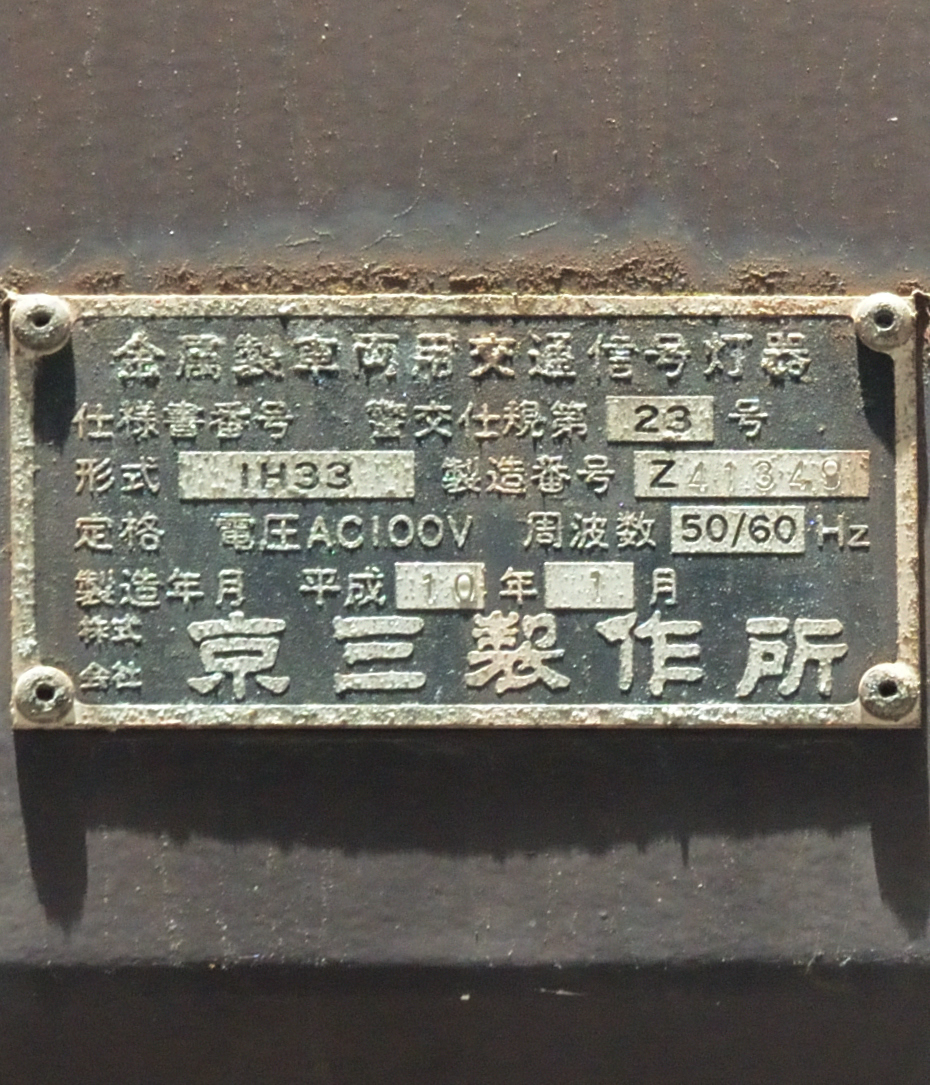 金属製車両用交通信号灯器
仕様書番号 警交仕規第 23 号
形式 1H33 製造番号 Z41349
定格 電圧AC100V 周波数 50/60 Hz
製造年月 平成 10 年 1 月
株式会社 京三製作所